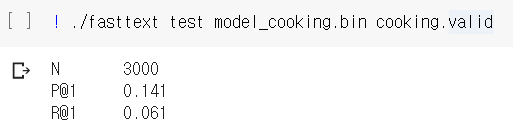 [ ] ! ./fasttext test model_cooking.bin cooking.valid
N 3000
P@1 0.141
R@1 0.061